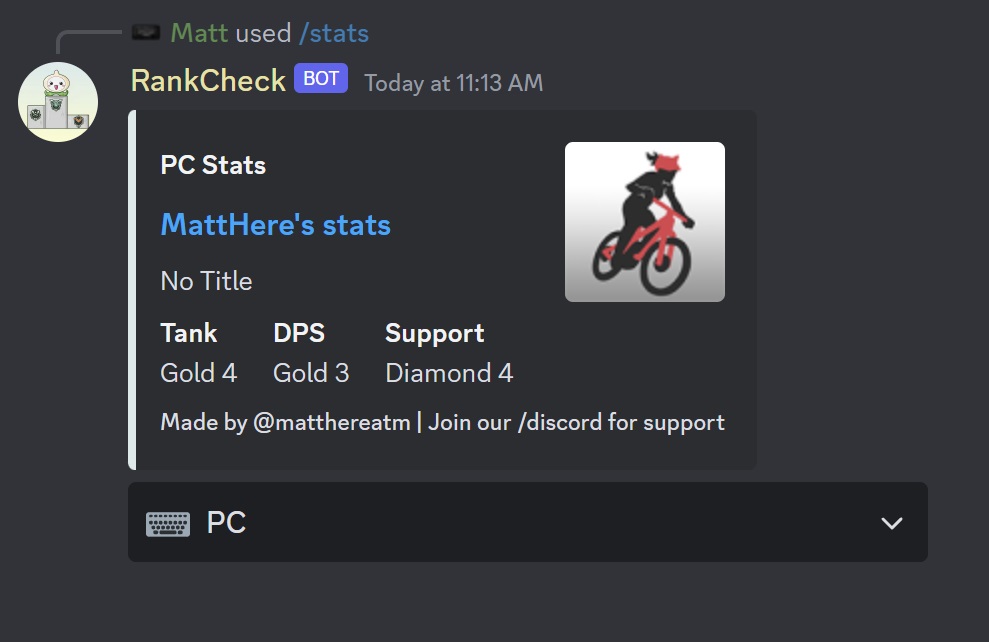 Matt used /stats
RankCheck BOT Today at 11:13 AM
PC Stats
MattHere's stats
No Title
Tank DPS Support
Gold 4 Gold 3 Diamond 4
Made by @matthereatm | Join our /discord for support
PC